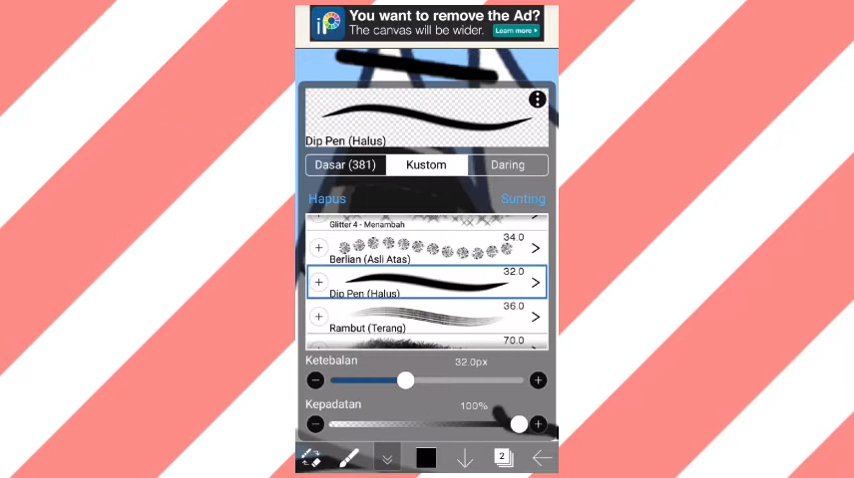 iP
You want to remove the Ad?
The canvas will be wider.
Learn more
Dip Pen (Halus)
Dasar (381)
Kustom
Daring
Hapus
Sunting
Glitter 4 - Menambah
34.0
Berlian (Asli Atas)
32.0
Dip Pen (Halus)
36.0
Rambut (Terang)
70.0
Ketebalan
32.0px
Kepadatan
100%
2